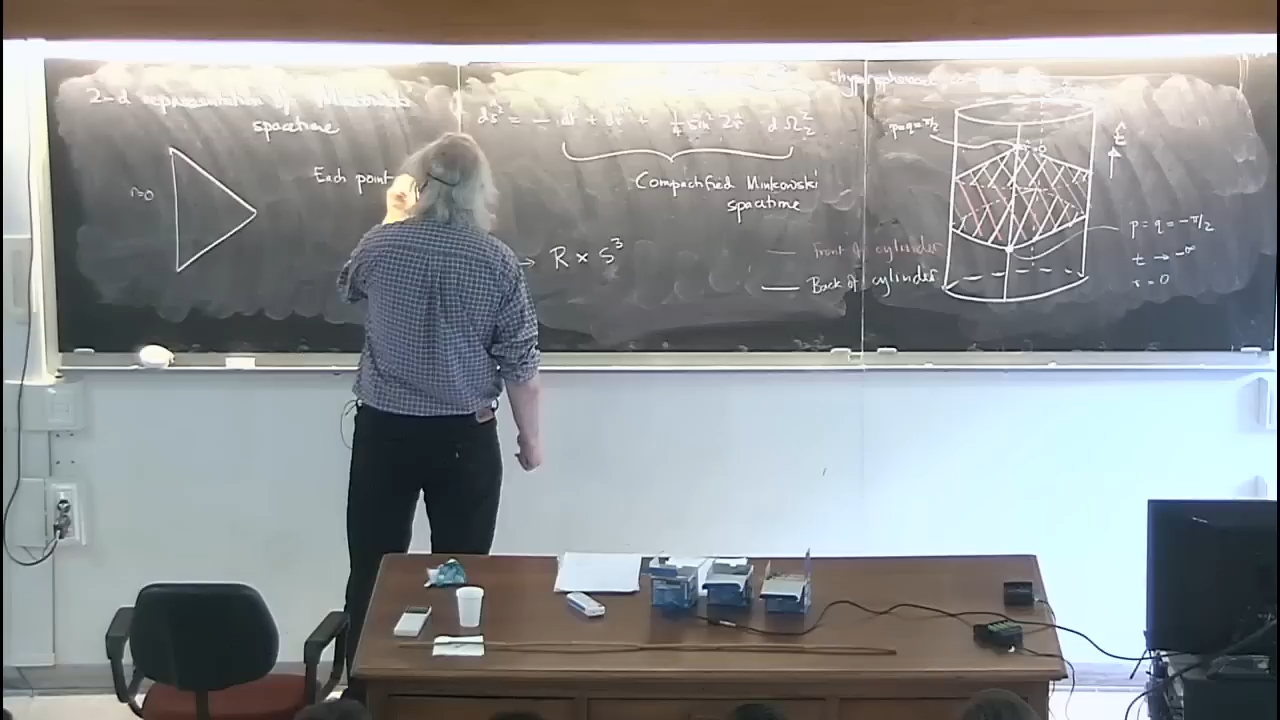 2-d representation of Minkowski
spacetime
r=0
Each point
ds² = - dt̂² + dr̂² + 1/4 sin² 2r̂ dΩ₂²
Compactified Minkowski
spacetime
→ R × S³
Front of cylinder
Back of cylinder
p=q=π/2
t̂
p=q=-π/2
t → -∞
r=0